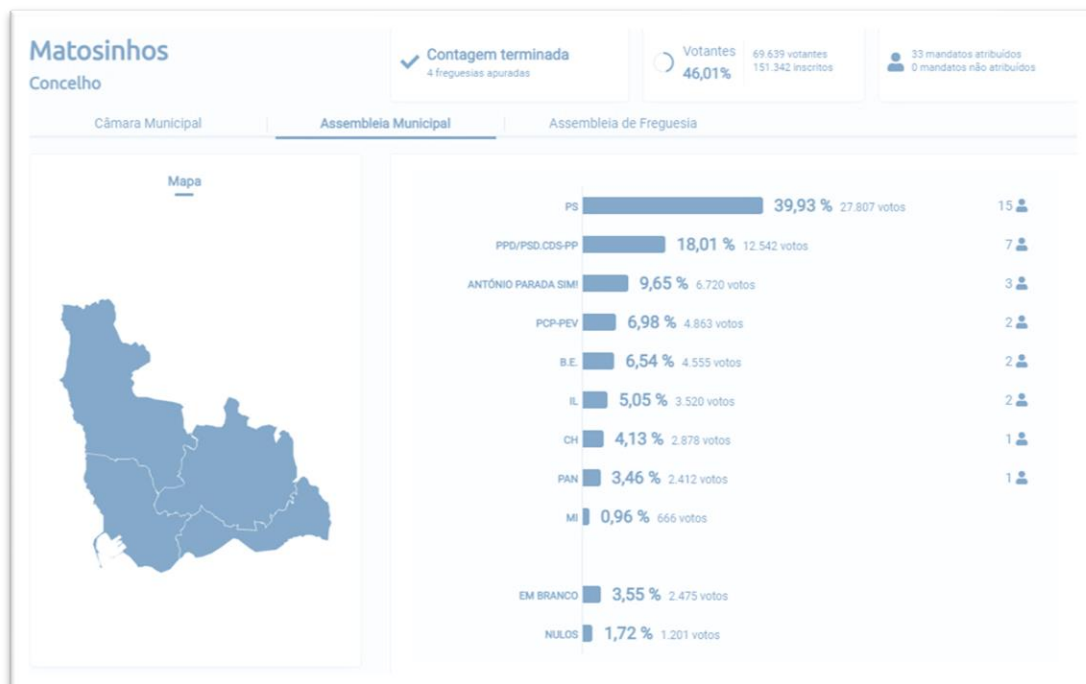 Matosinhos
Concelho
Contagem terminada
4 freguesias apuradas
Votantes
46,01%
69.639 votantes
151.342 inscritos
33 mandatos atribuídos
0 mandatos não atribuídos
Câmara Municipal
Assembleia Municipal
Assembleia de Freguesia
Mapa
PS 39,93 % 27.807 votos 15
PPD/PSD.CDS-PP 18,01 % 12.542 votos 7
ANTÓNIO PARADA SIM! 9,65 % 6.720 votos 3
PCP-PEV 6,98 % 4.863 votos 2
B.E. 6,54 % 4.555 votos 2
IL 5,05 % 3.520 votos 2
CH 4,13 % 2.878 votos 1
PAN 3,46 % 2.412 votos 1
MI 0,96 % 666 votos
EM BRANCO 3,55 % 2.475 votos
NULOS 1,72 % 1.201 votos